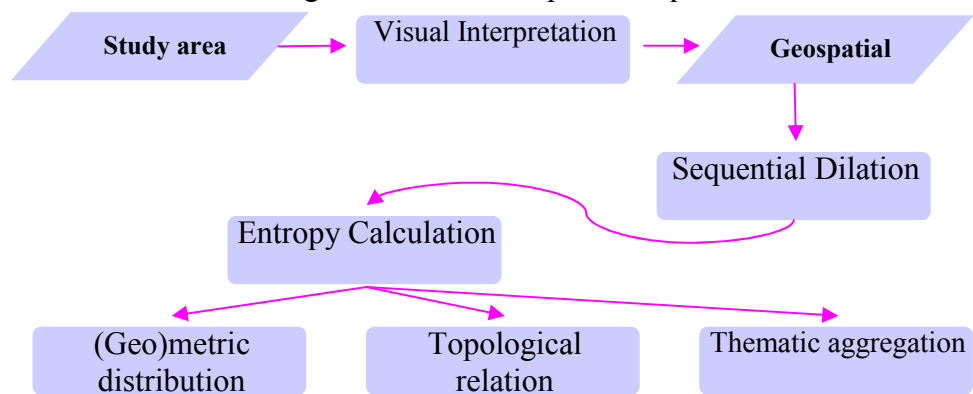 Study area
Visual Interpretation
Geospatial
Sequential Dilation
Entropy Calculation
(Geo)metric
distribution
Topological
relation
Thematic aggregation